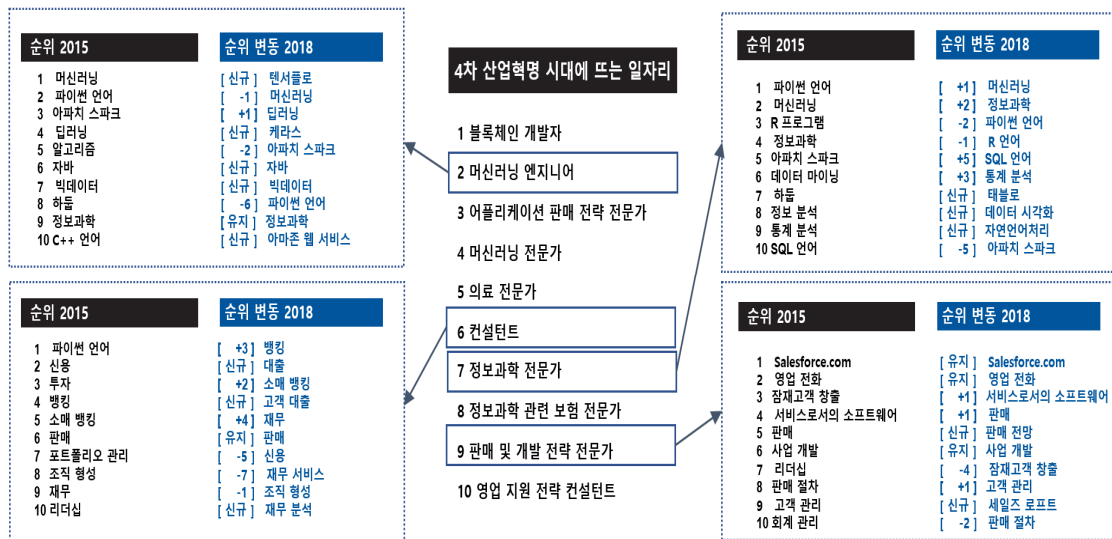 순위 2015 순위 변동 2018
1 머신러닝 [ 신규 ] 텐서플로
2 파이썬 언어 [ -1 ] 머신러닝
3 아파치 스파크 [ +1 ] 딥러닝
4 딥러닝 [ 신규 ] 케라스
5 알고리즘 [ -2 ] 아파치 스파크
6 자바 [ 신규 ] 자바
7 빅데이터 [ 신규 ] 빅데이터
8 하둡 [ -6 ] 파이썬 언어
9 정보과학 [ 유지 ] 정보과학
10 C++ 언어 [ 신규 ] 아마존 웹 서비스
순위 2015 순위 변동 2018
1 파이썬 언어 [ +3 ] 뱅킹
2 신용 [ 신규 ] 대출
3 투자 [ +2 ] 소매 뱅킹
4 뱅킹 [ 신규 ] 고객 대출
5 소매 뱅킹 [ +4 ] 재무
6 판매 [ 유지 ] 판매
7 포트폴리오 관리 [ -5 ] 신용
8 조직 형성 [ -7 ] 재무 서비스
9 재무 [ -1 ] 조직 형성
10 리더십 [ 신규 ] 재무 분석
4차 산업혁명 시대에 뜨는 일자리
1 블록체인 개발자
2 머신러닝 엔지니어
3 어플리케이션 판매 전략 전문가
4 머신러닝 전문가
5 의료 전문가
6 컨설턴트
7 정보과학 전문가
8 정보과학 관련 보험 전문가
9 판매 및 개발 전략 전문가
10 영업 지원 전략 컨설턴트
순위 2015 순위 변동 2018
1 파이썬 언어 [ +1 ] 머신러닝
2 머신러닝 [ +2 ] 정보과학
3 R 프로그램 [ -2 ] 파이썬 언어
4 정보과학 [ -1 ] R 언어
5 아파치 스파크 [ +5 ] SQL 언어
6 데이터 마이닝 [ +3 ] 통계 분석
7 하둡 [ 신규 ] 태블로
8 정보 분석 [ 신규 ] 데이터 시각화
9 통계 분석 [ 신규 ] 자연언어처리
10 SQL 언어 [ -5 ] 아파치 스파크
순위 2015 순위 변동 2018
1 Salesforce.com [ 유지 ] Salesforce.com
2 영업 전화 [ 유지 ] 영업 전화
3 잠재고객 창출 [ +1 ] 서비스로서의 소프트웨어
4 서비스로서의 소프트웨어 [ +1 ] 판매
5 판매 [ 신규 ] 판매 전망
6 사업 개발 [ 유지 ] 사업 개발
7 리더십 [ -4 ] 잠재고객 창출
8 판매 절차 [ +1 ] 고객 관리
9 고객 관리 [ 신규 ] 세일즈 로프트
10 회계 관리 [ -2 ] 판매 절차